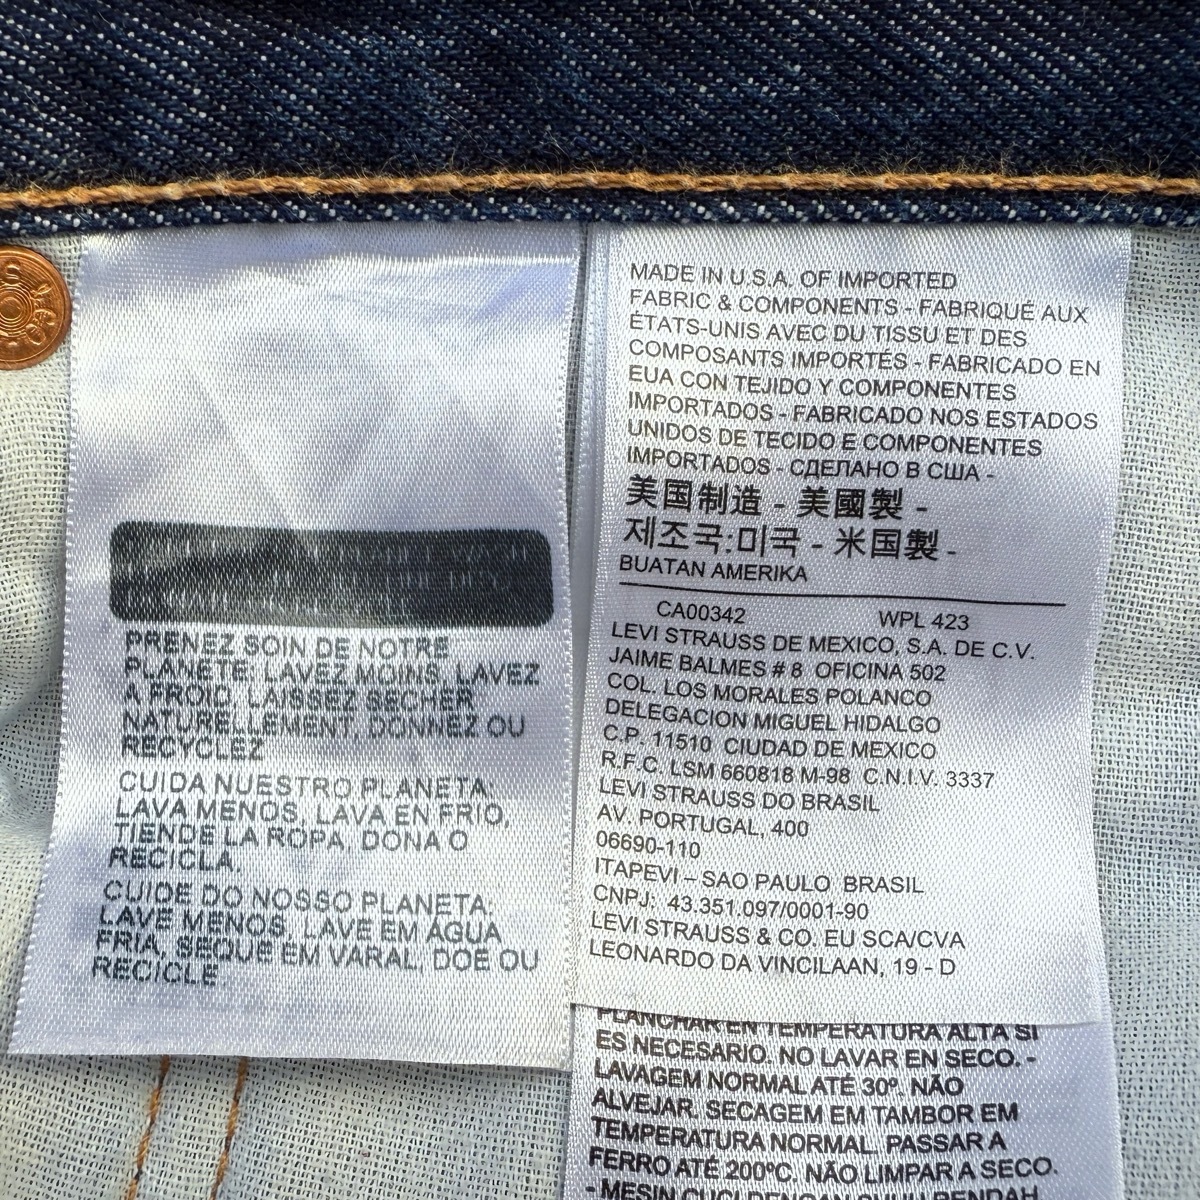 PRENEZ SOIN DE NOTRE
PLANÈTE: LAVEZ MOINS, LAVEZ
À FROID, LAISSEZ SÉCHER
NATURELLEMENT, DONNEZ OU
RECYCLEZ
CUIDA NUESTRO PLANETA:
LAVA MENOS, LAVA EN FRÍO,
TIENDE LA ROPA, DONA O
RECICLA.
CUIDE DO NOSSO PLANETA.
LAVE MENOS, LAVE EM ÁGUA
FRIA, SEQUE EM VARAL, DOE OU
RECICLE
MADE IN U.S.A. OF IMPORTED
FABRIC & COMPONENTS - FABRIQUÉ AUX
ÉTATS-UNIS AVEC DU TISSU ET DES
COMPOSANTS IMPORTÉS - FABRICADO EN
EUA CON TEJIDO Y COMPONENTES
IMPORTADOS - FABRICADO NOS ESTADOS
UNIDOS DE TECIDO E COMPONENTES
IMPORTADOS - СДЕЛАНО В США -
美国制造 - 美國製 -
제조국:미국 - 米国製 -
BUATAN AMERIKA
CA00342 WPL 423
LEVI STRAUSS DE MEXICO, S.A. DE C.V.
JAIME BALMES # 8 OFICINA 502
COL. LOS MORALES POLANCO
DELEGACION MIGUEL HIDALGO
C.P. 11510 CIUDAD DE MEXICO
R.F.C. LSM 660818 M-98 C.N.I.V. 3337
LEVI STRAUSS DO BRASIL
AV. PORTUGAL, 400
06690-110
ITAPEVI – SAO PAULO BRASIL
CNPJ: 43.351.097/0001-90
LEVI STRAUSS & CO. EU SCA/CVA
LEONARDO DA VINCILAAN, 19 - D
PLANCHAR EN TEMPERATURA ALTA SI
ES NECESARIO. NO LAVAR EN SECO. -
LAVAGEM NORMAL ATÉ 30º. NÃO
ALVEJAR. SECAGEM EM TAMBOR EM
TEMPERATURA NORMAL. PASSAR A
FERRO ATÉ 200ºC. NÃO LIMPAR A SECO.
- MESIN CUCI